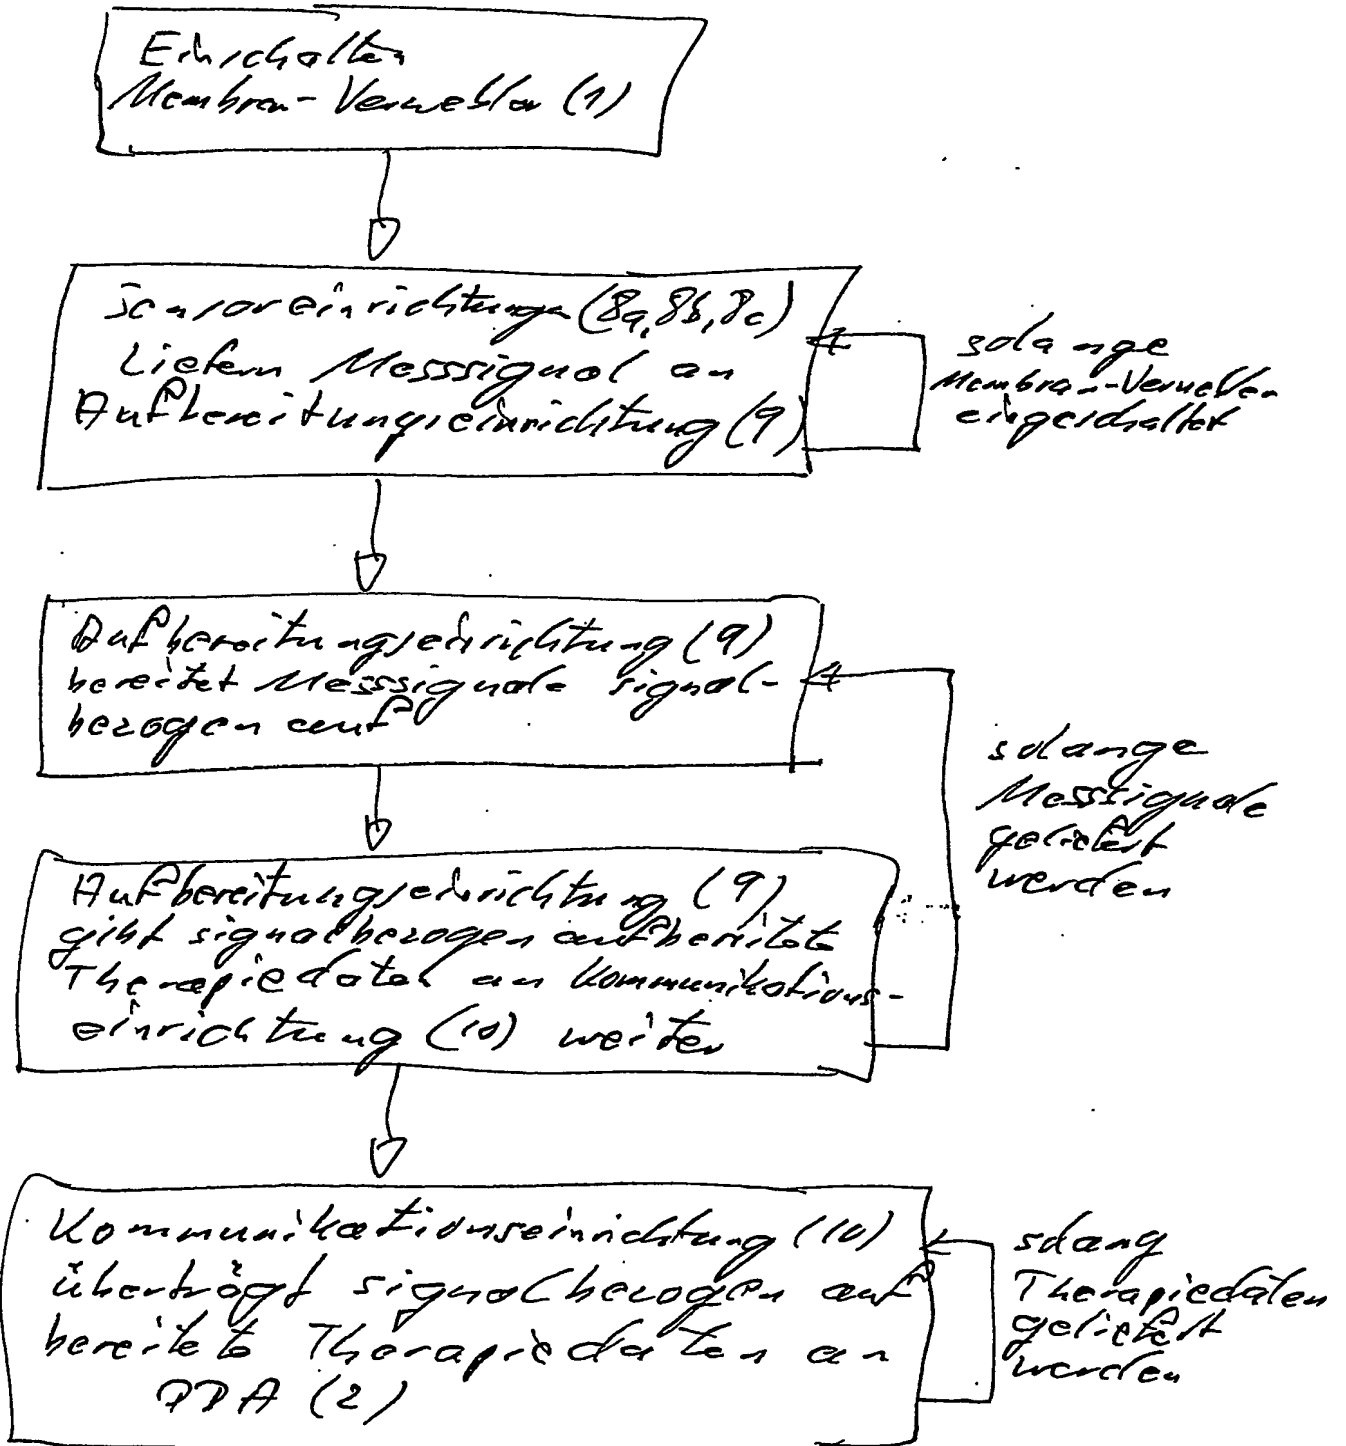 Einschalten
Membran-Vernebler (1)
Sensoreinrichtungen (8a, 8b, 8c)
Liefern Messsignal an
Aufbereitungseinrichtung (9)
solange
Membran-Vernebler
eingeschaltet
Aufbereitungseinrichtung (9)
bereitet Messsignale signal-
bezogen auf
solange
Messsignale
geliefert
werden
Aufbereitungseinrichtung (9)
gibt signalbezogen aufbereitete
Therapiedaten an Kommunikations-
einrichtung (10) weiter
Kommunikationseinrichtung (10)
überträgt signalbezogen auf
bereitete Therapiedaten an
PDA (2)
solang
Therapiedaten
geliefert
werden